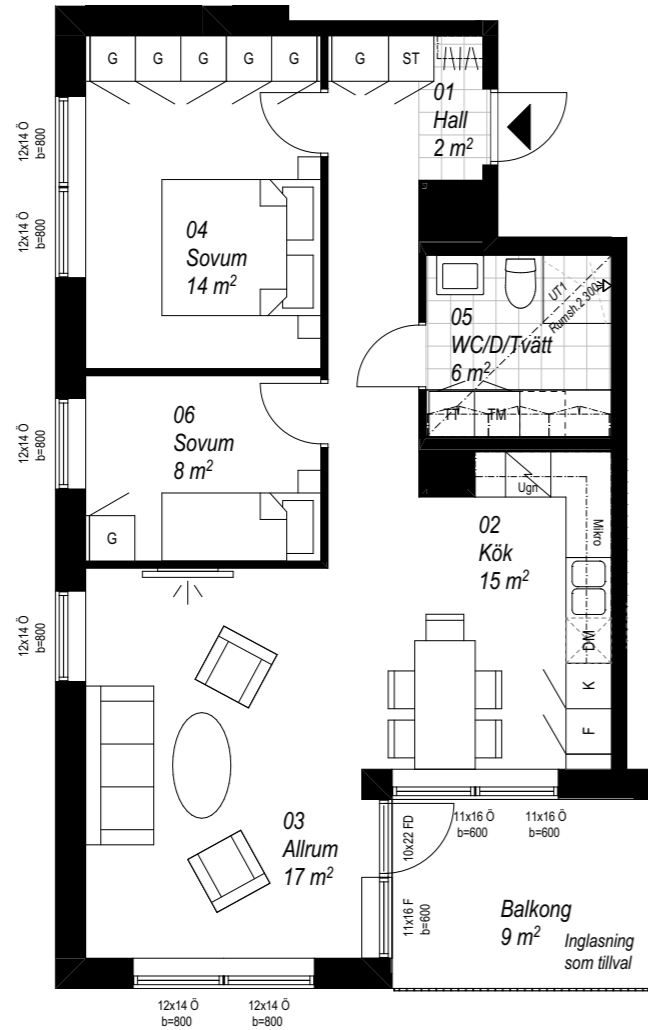 G
G
G
G
G
G
ST
01
Hall
2 m²
12x14 Ö
b=800
12x14 Ö
b=800
04
Sovum
14 m²
UT1
Rumsh.2 300
05
WC/D/Tvätt
6 m²
TT
TM
12x14 Ö
b=800
06
Sovum
8 m²
G
Ugn
Mikro
02
Kök
15 m²
DM
K
F
12x14 Ö
b=800
03
Allrum
17 m²
10x22 FD
11x16 Ö
b=600
11x16 Ö
b=600
11x16 F
b=600
Balkong
9 m²
Inglasning
som tillval
12x14 Ö
b=800
12x14 Ö
b=800